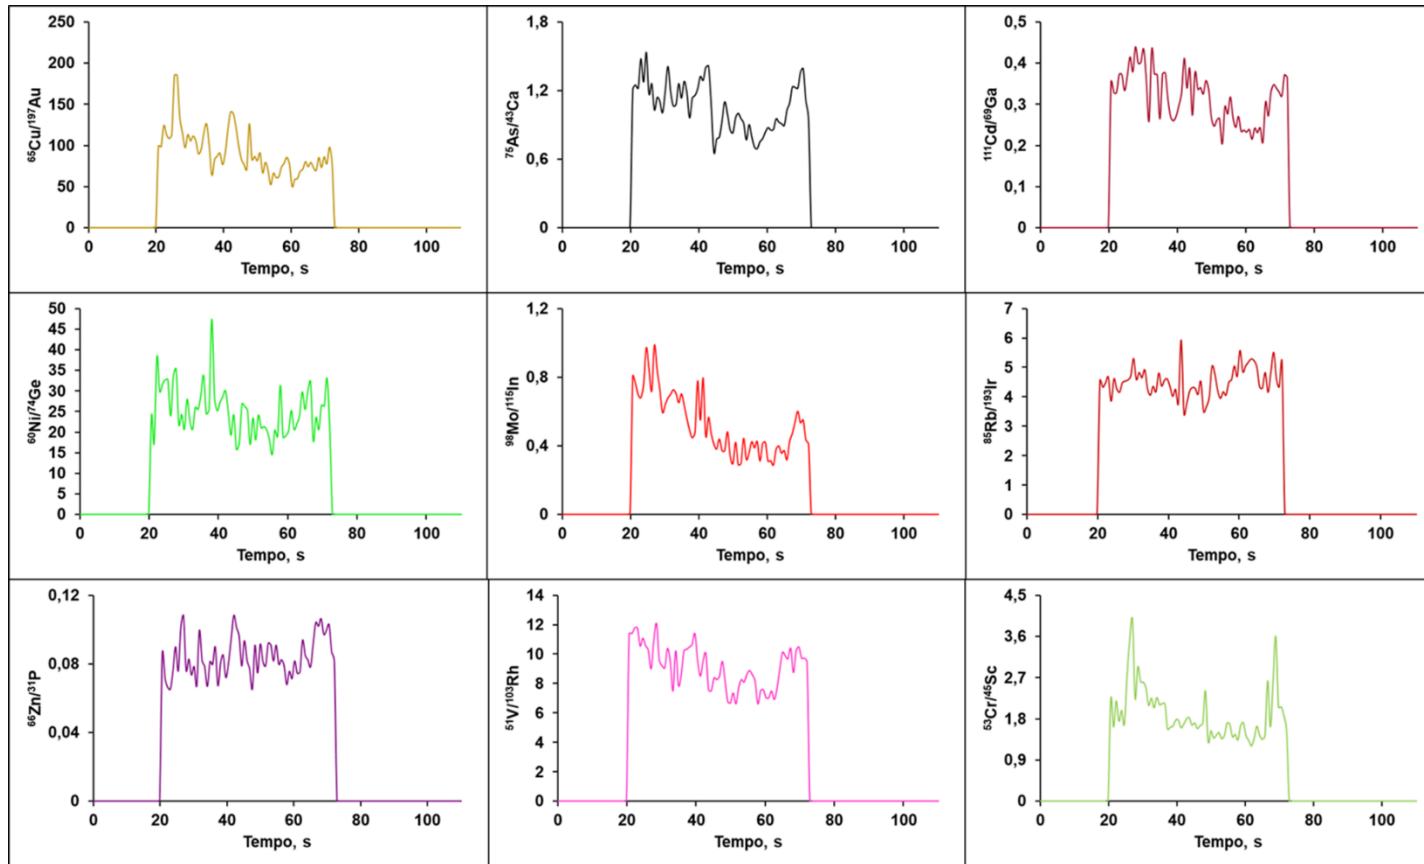 ⁶⁵Cu/¹⁹⁷Au
250
200
150
100
50
0
0 20 40 60 80 100
Tempo, s
⁷⁵As/⁴³Ca
1,8
1,2
0,6
0
0 20 40 60 80 100
Tempo, s
¹¹¹Cd/⁶⁹Ga
0,5
0,4
0,3
0,2
0,1
0
0 20 40 60 80 100
Tempo, s
⁶⁰Ni/⁷⁴Ge
50
45
40
35
30
25
20
15
10
5
0
0 20 40 60 80 100
Tempo, s
⁹⁸Mo/¹¹⁵In
1,2
0,8
0,4
0
0 20 40 60 80 100
Tempo, s
⁸⁵Rb/¹⁹³Ir
7
6
5
4
3
2
1
0
0 20 40 60 80 100
Tempo, s
⁶⁶Zn/³¹P
0,12
0,08
0,04
0
0 20 40 60 80 100
Tempo, s
⁵¹V/¹⁰³Rh
14
12
10
8
6
4
2
0
0 20 40 60 80 100
Tempo, s
⁵³Cr/⁴⁵Sc
4,5
3,6
2,7
1,8
0,9
0
0 20 40 60 80 100
Tempo, s